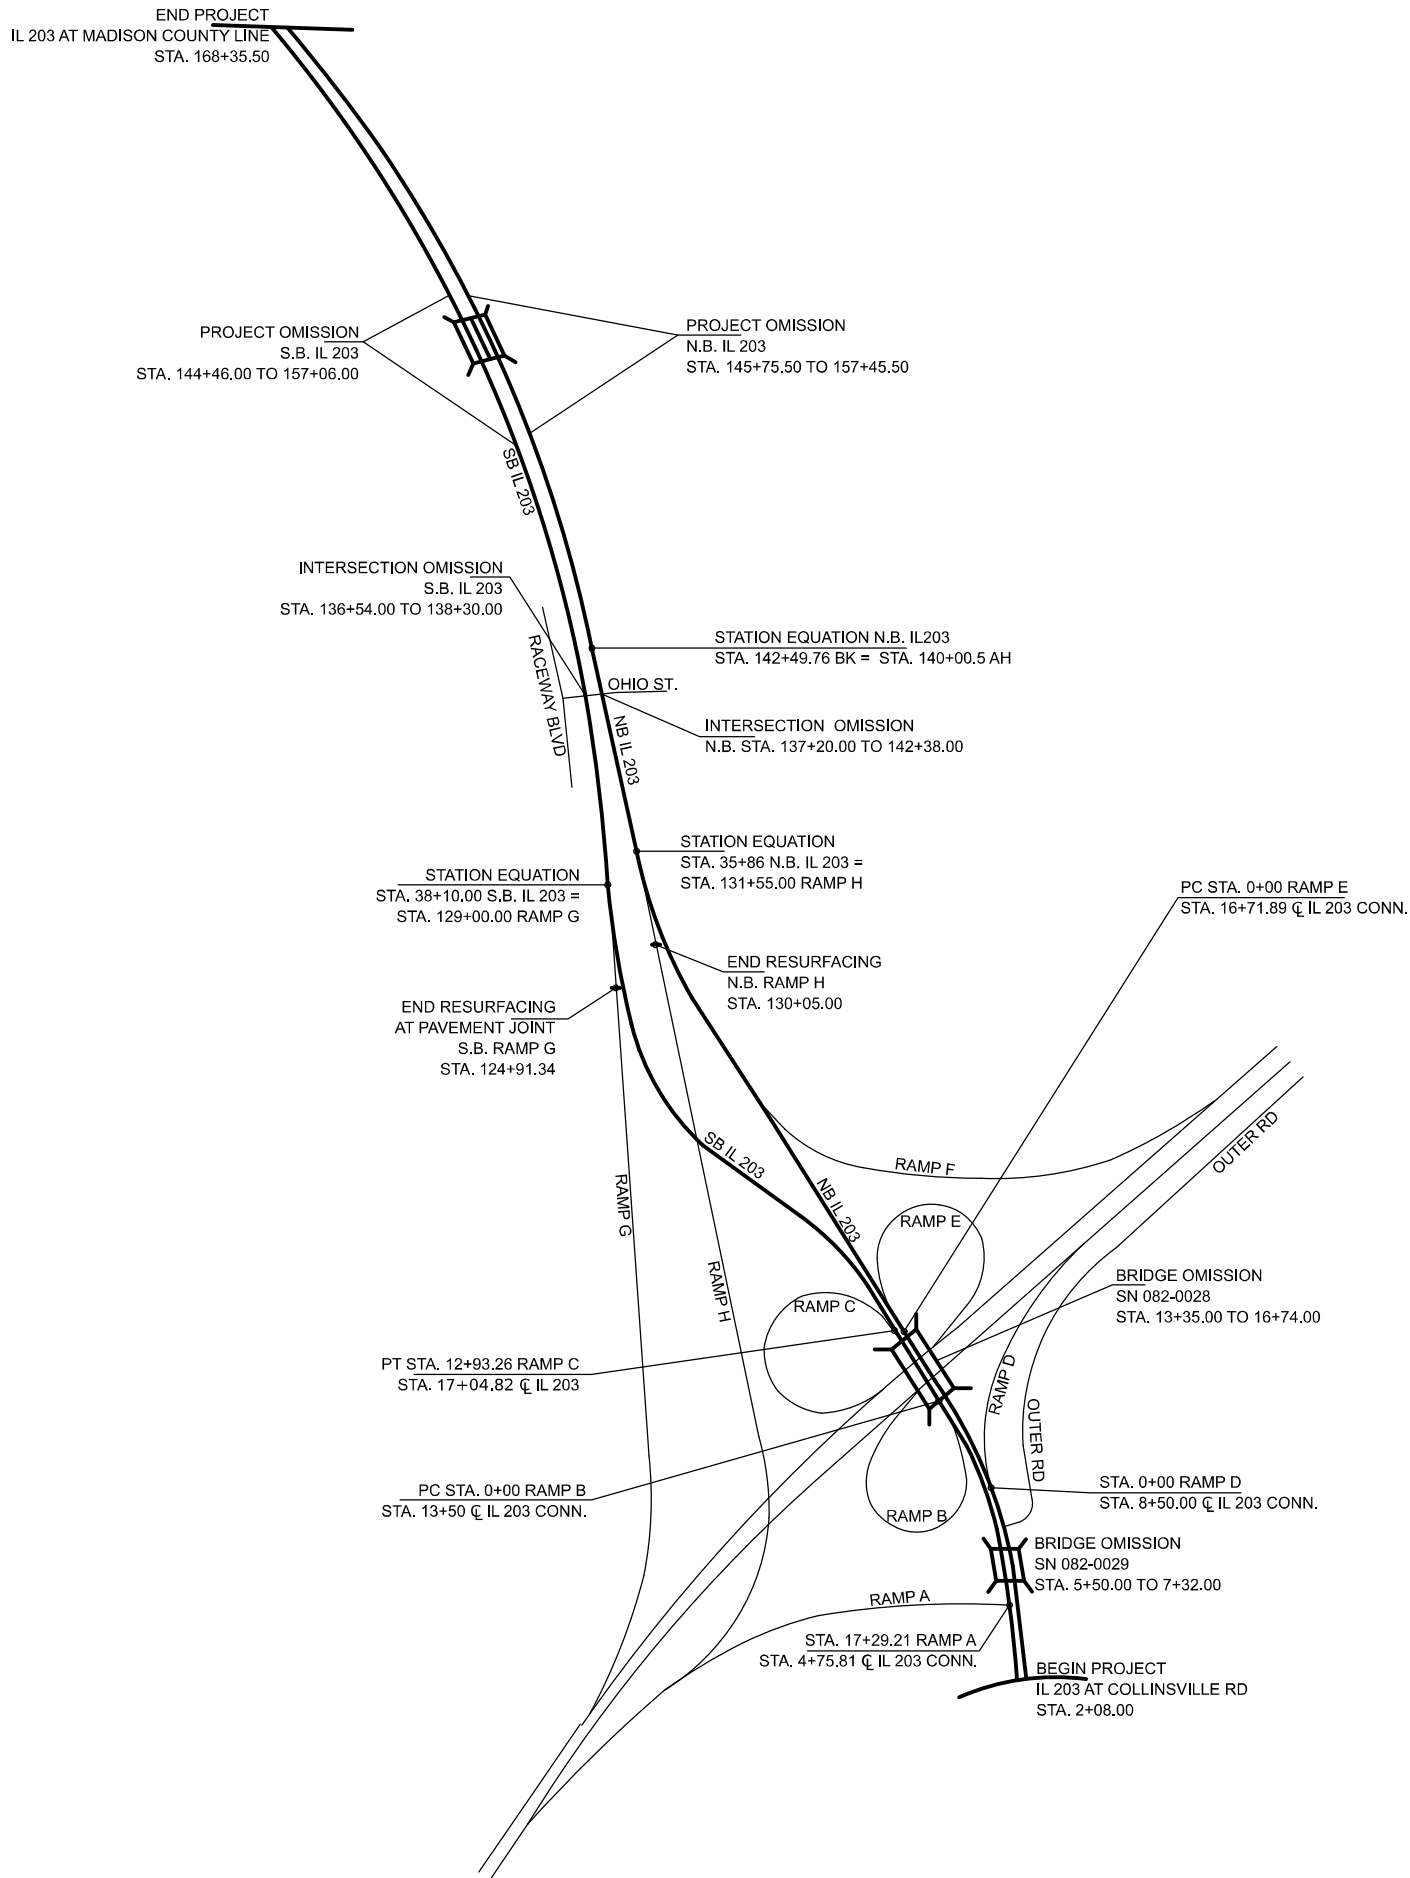 END PROJECT
IL 203 AT MADISON COUNTY LINE
STA. 168+35.50
PROJECT OMISSION
S.B. IL 203
STA. 144+46.00 TO 157+06.00
PROJECT OMISSION
N.B. IL 203
STA. 145+75.50 TO 157+45.50
SB IL 203
INTERSECTION OMISSION
S.B. IL 203
STA. 136+54.00 TO 138+30.00
RACEWAY BLVD
STATION EQUATION N.B. IL203
STA. 142+49.76 BK = STA. 140+00.5 AH
OHIO ST.
INTERSECTION OMISSION
N.B. STA. 137+20.00 TO 142+38.00
NB IL 203
STATION EQUATION
STA. 35+86 N.B. IL 203 =
STA. 131+55.00 RAMP H
STATION EQUATION
STA. 38+10.00 S.B. IL 203 =
STA. 129+00.00 RAMP G
PC STA. 0+00 RAMP E
STA. 16+71.89 ℄ IL 203 CONN.
END RESURFACING
N.B. RAMP H
STA. 130+05.00
END RESURFACING
AT PAVEMENT JOINT
S.B. RAMP G
STA. 124+91.34
OUTER RD
SB IL 203
RAMP F
RAMP G
NB IL 203
RAMP E
RAMP H
RAMP C
BRIDGE OMISSION
SN 082-0028
STA. 13+35.00 TO 16+74.00
PT STA. 12+93.26 RAMP C
STA. 17+04.82 ℄ IL 203
RAMP D
OUTER RD
PC STA. 0+00 RAMP B
STA. 13+50 ℄ IL 203 CONN.
RAMP B
STA. 0+00 RAMP D
STA. 8+50.00 ℄ IL 203 CONN.
BRIDGE OMISSION
SN 082-0029
STA. 5+50.00 TO 7+32.00
RAMP A
STA. 17+29.21 RAMP A
STA. 4+75.81 ℄ IL 203 CONN.
BEGIN PROJECT
IL 203 AT COLLINSVILLE RD
STA. 2+08.00